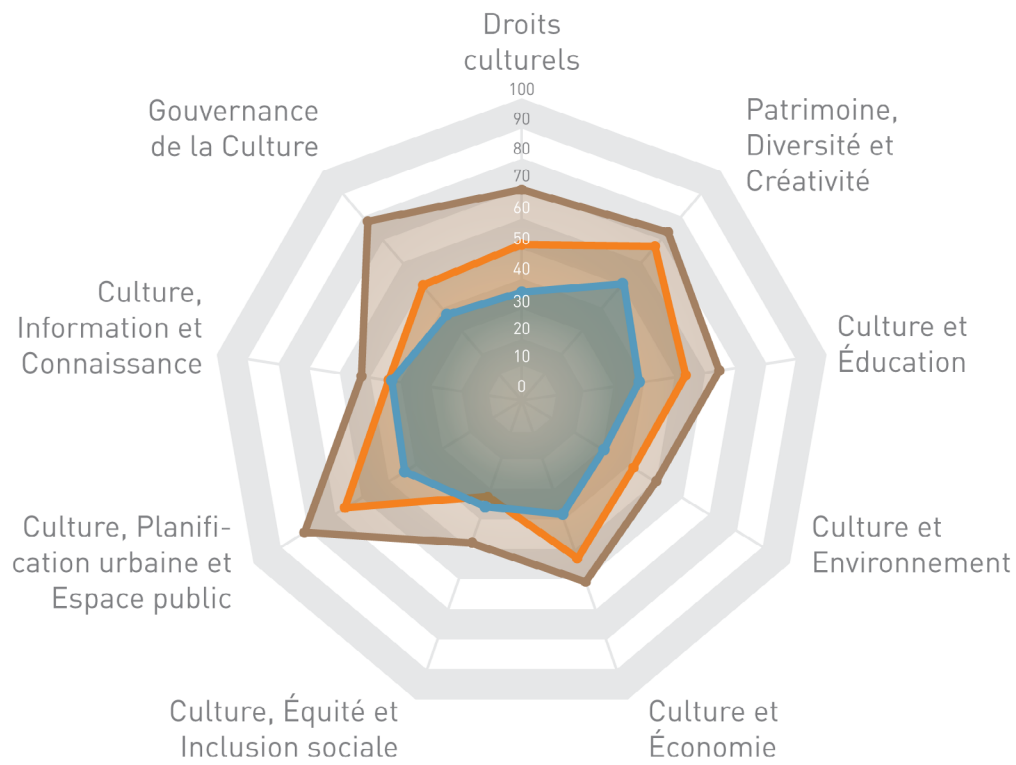 Droits
culturels
100
90
80
70
60
50
40
30
20
10
0
Patrimoine,
Diversité et
Créativité
Culture et
Éducation
Culture et
Environnement
Culture et
Économie
Culture, Équité et
Inclusion sociale
Culture, Planifi-
cation urbaine et
Espace public
Culture,
Information et
Connaissance
Gouvernance
de la Culture